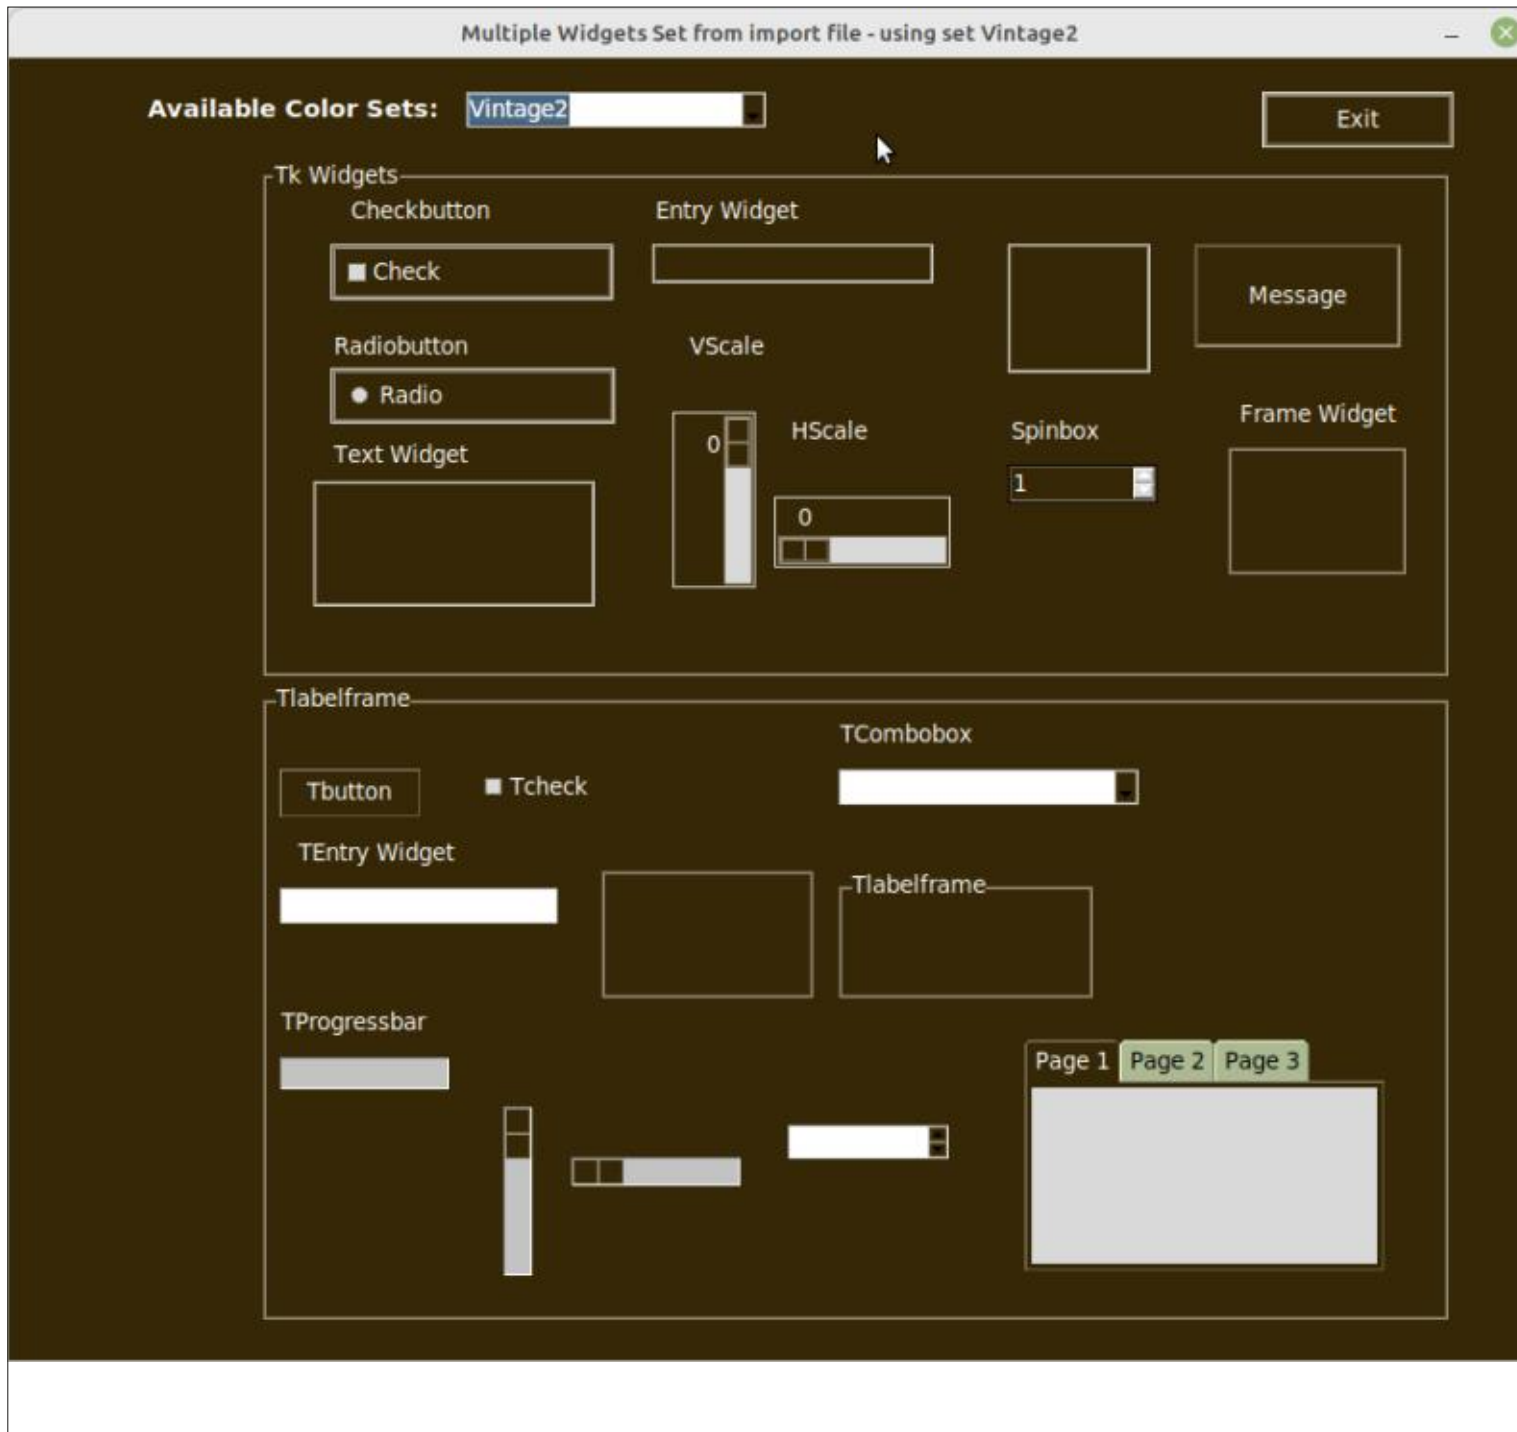 Multiple Widgets Set from import file - using set Vintage2
Available Color Sets: Vintage2
Exit
Tk Widgets
Checkbutton
Entry Widget
Check
Message
Radiobutton
VScale
Radio
Frame Widget
HScale
Spinbox
0
Text Widget
1
0
Tlabelframe
TCombobox
Tbutton
Tcheck
TEntry Widget
Tlabelframe
TProgressbar
Page 1 Page 2 Page 3